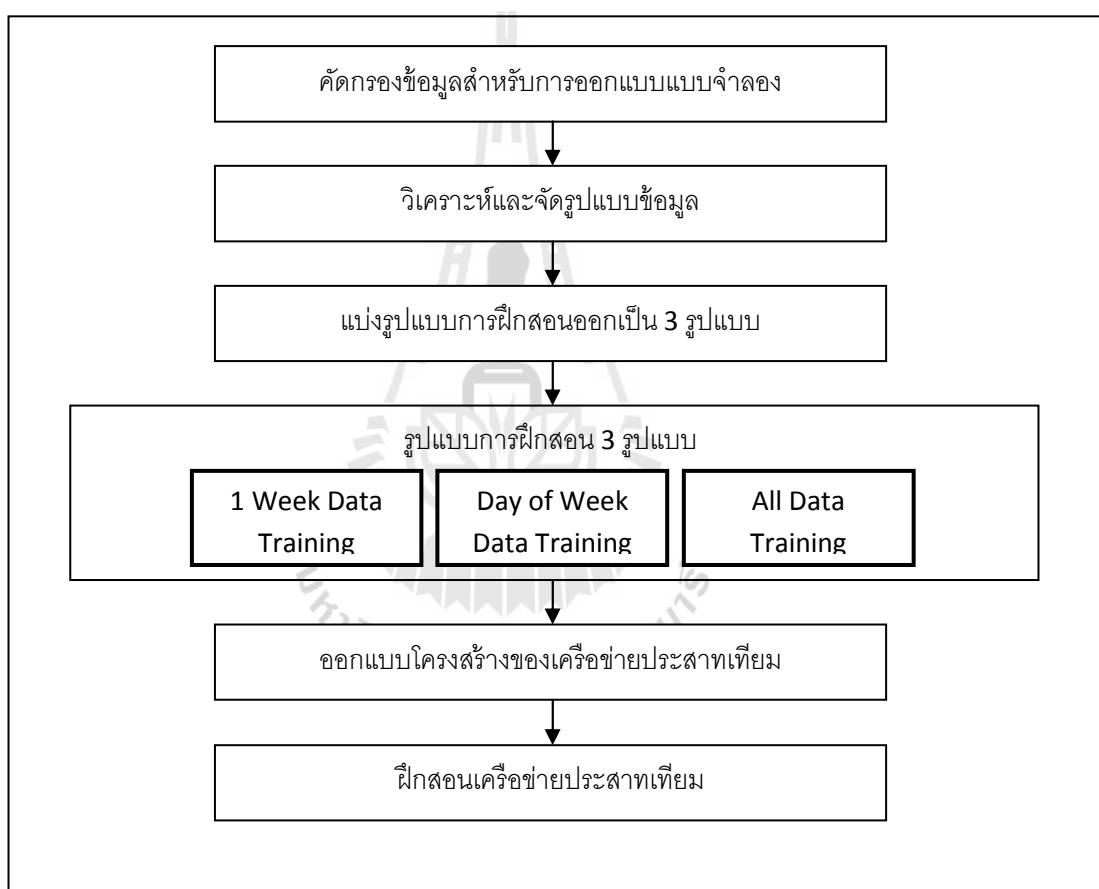 คัดกรองข้อมูลสำหรับการออกแบบแบบจำลอง
วิเคราะห์และจัดรูปแบบข้อมูล
แบ่งรูปแบบการฝึกสอนออกเป็น 3 รูปแบบ
รูปแบบการฝึกสอน 3 รูปแบบ
1 Week Data
Training
Day of Week
Data Training
All Data
Training
ออกแบบโครงสร้างของเครือข่ายประสาทเทียม
ฝึกสอนเครือข่ายประสาทเทียม